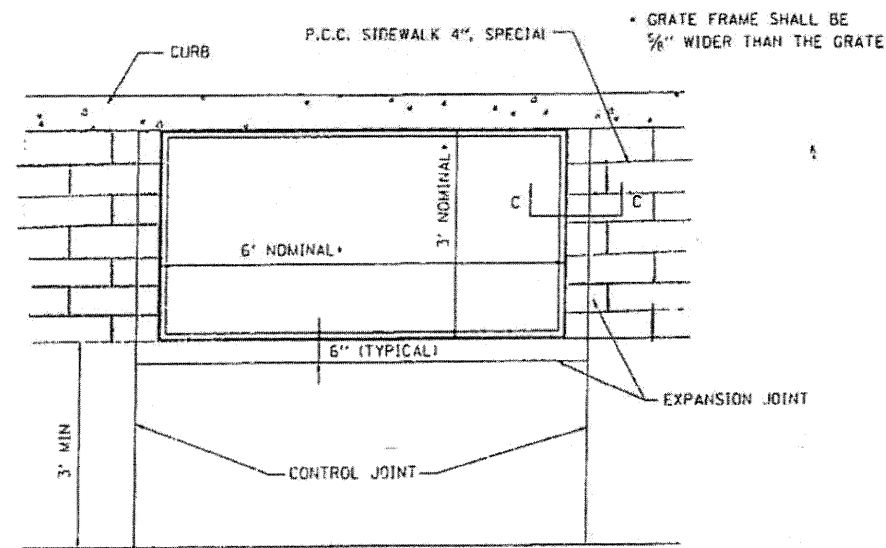 • GRATE FRAME SHALL BE
⅝" WIDER THAN THE GRATE
P.C.C. SIDEWALK 4", SPECIAL
CURB
3' NOMINAL•
C C
6' NOMINAL•
6" (TYPICAL)
EXPANSION JOINT
3' MIN
CONTROL JOINT